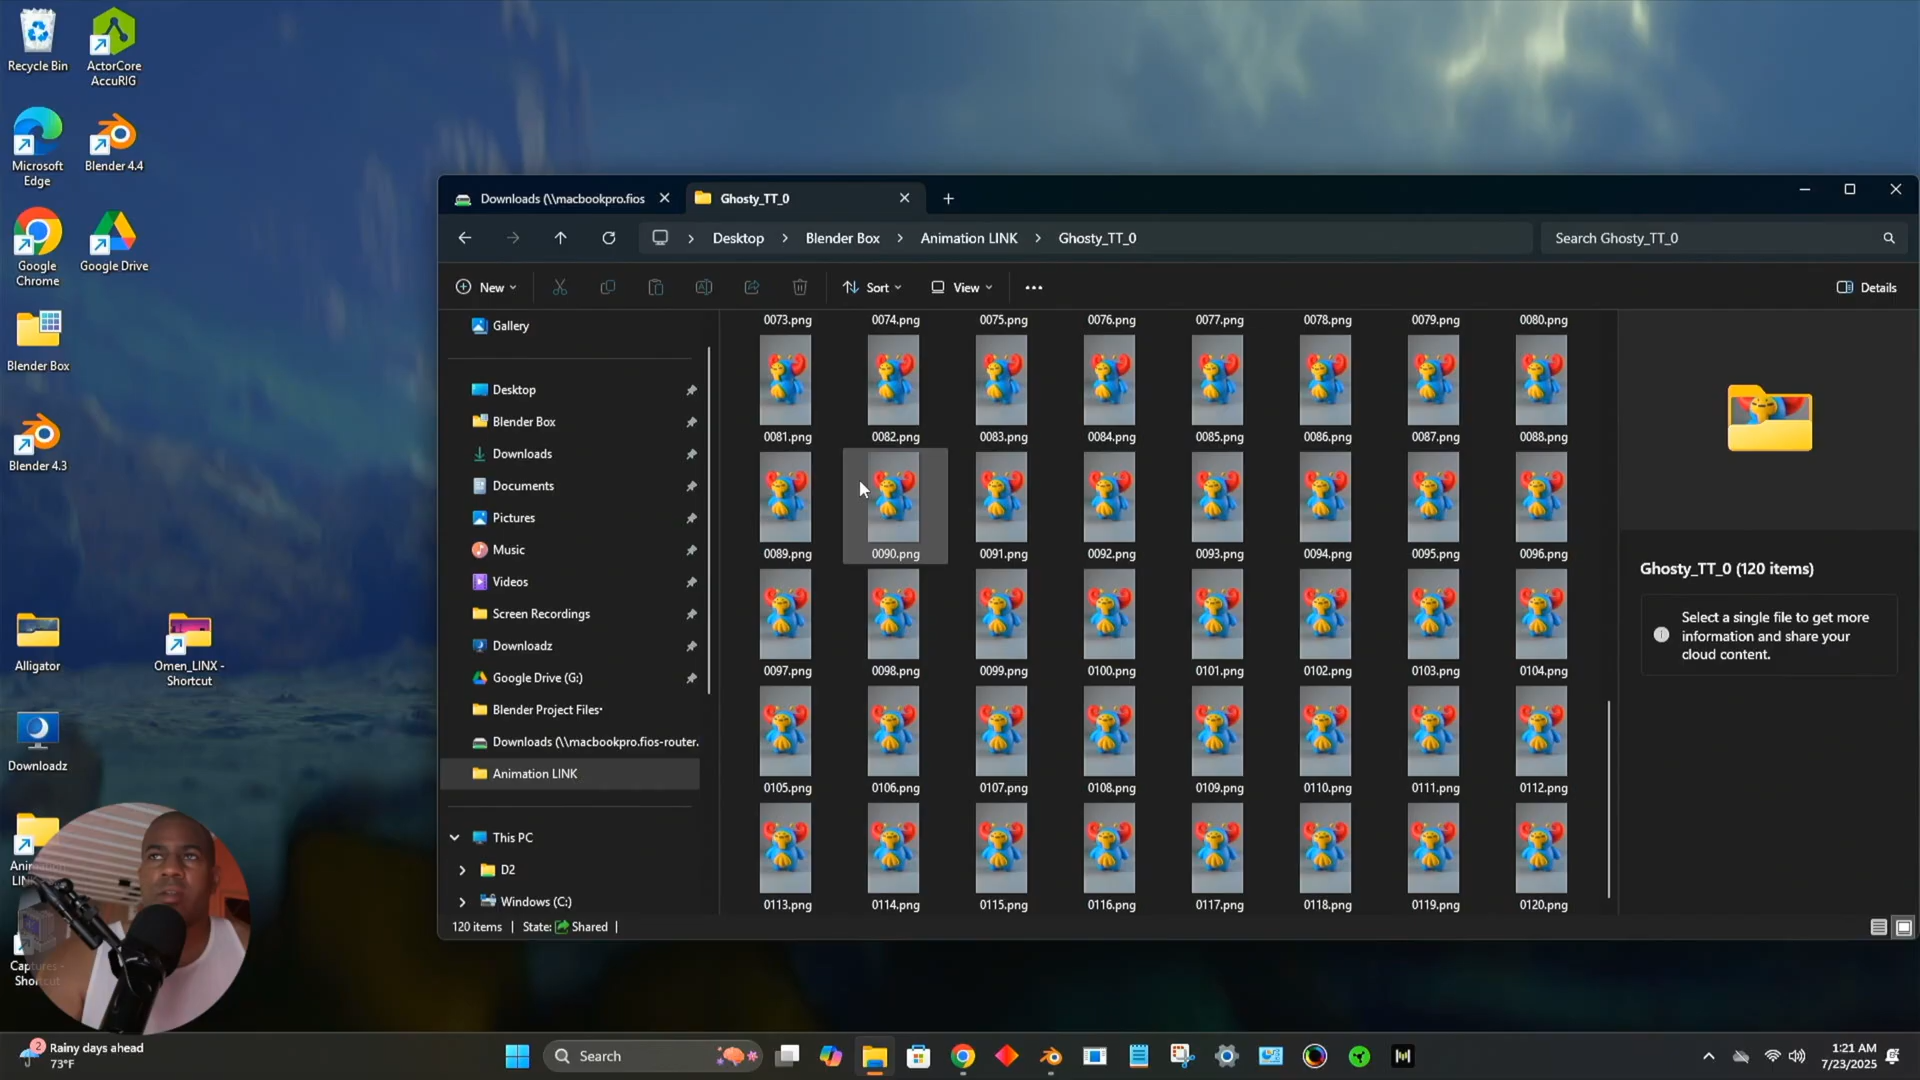 Recycle Bin
ActorCore
AccuRIG
Microsoft
Edge
Blender 4.4
Google
Chrome
Google Drive
Blender Box
Blender 4.3
Alligator
Omen_LINX -
Shortcut
Downloadz
Captures -
Shortcut
Downloads (\\macbookpro.fios
Ghosty_TT_0
Desktop
Blender Box
Animation LINK
Ghosty_TT_0
Search Ghosty_TT_0
New
Sort
View
Details
Gallery
Desktop
Blender Box
Downloads
Documents
Pictures
Music
Videos
Screen Recordings
Downloadz
Google Drive (G:)
Blender Project Files•
Downloads (\\macbookpro.fios-router.
Animation LINK
This PC
D2
Windows (C:)
0073.png 0074.png 0075.png 0076.png 0077.png 0078.png 0079.png 0080.png
0081.png 0082.png 0083.png 0084.png 0085.png 0086.png 0087.png 0088.png
0089.png 0090.png 0091.png 0092.png 0093.png 0094.png 0095.png 0096.png
0097.png 0098.png 0099.png 0100.png 0101.png 0102.png 0103.png 0104.png
0105.png 0106.png 0107.png 0108.png 0109.png 0110.png 0111.png 0112.png
0113.png 0114.png 0115.png 0116.png 0117.png 0118.png 0119.png 0120.png
Ghosty_TT_0 (120 items)
Select a single file to get more
information and share your
cloud content.
120 items | State: Shared |
2
Rainy days ahead
73°F
Search
1:21 AM
7/23/2025